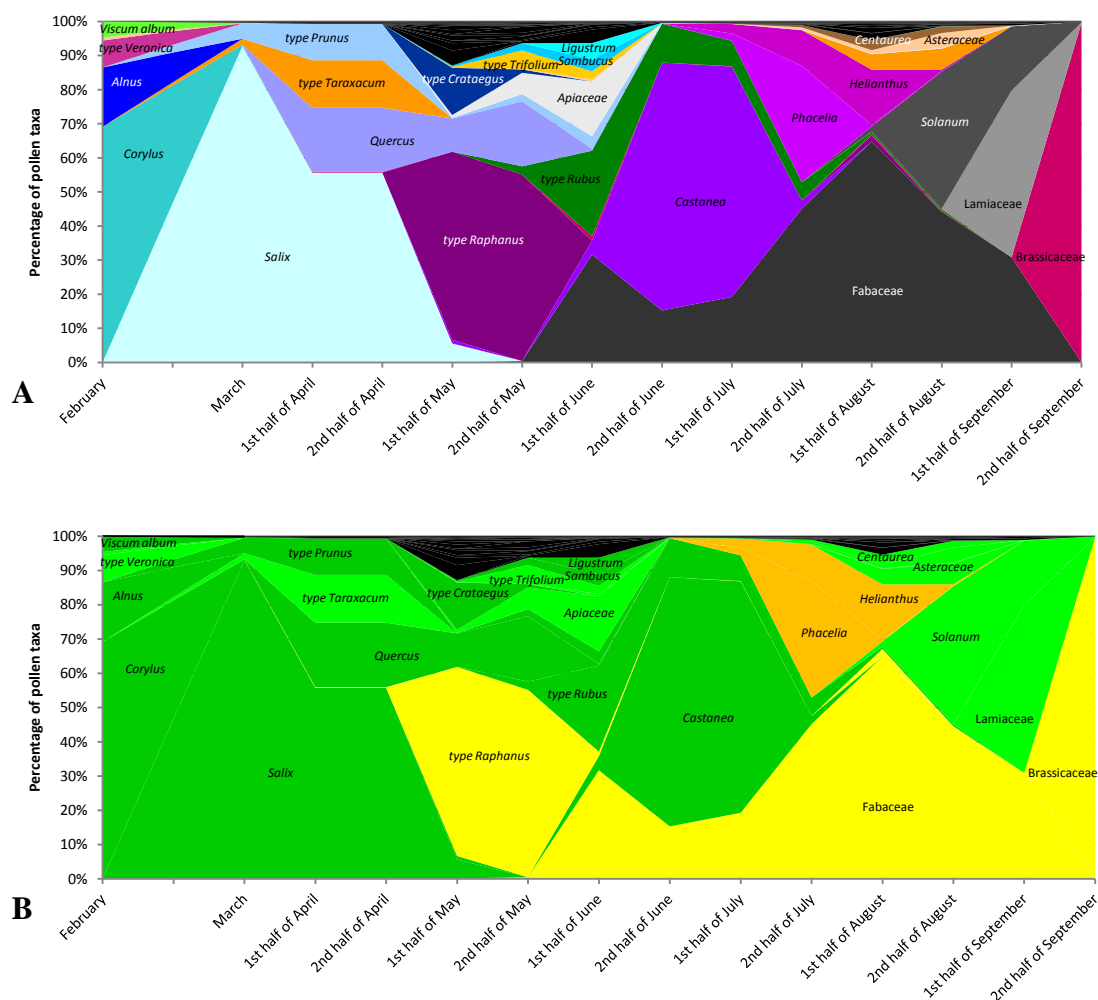 Percentage of pollen taxa
100%
90%
80%
70%
60%
50%
40%
30%
20%
10%
0%
Viscum album
type Veronica
Alnus
Corylus
type Prunus
type Taraxacum
Quercus
Salix
type Crataegus
type Raphanus
Ligustrum
Sambucus
type Trifolium
Apiaceae
type Rubus
Castanea
Phacelia
Helianthus
Centaurea
Asteraceae
Solanum
Lamiaceae
Fabaceae
Brassicaceae
A
February
March
1st half of April
2nd half of April
1st half of May
2nd half of May
1st half of June
2nd half of June
1st half of July
2nd half of July
1st half of August
2nd half of August
1st half of September
2nd half of September
Percentage of pollen taxa
100%
90%
80%
70%
60%
50%
40%
30%
20%
10%
0%
Viscum album
type Veronica
Alnus
Corylus
type Prunus
type Taraxacum
Quercus
Salix
type Crataegus
type Raphanus
Ligustrum
Sambucus
type Trifolium
Apiaceae
type Rubus
Castanea
Phacelia
Helianthus
Centaurea
Asteraceae
Solanum
Lamiaceae
Fabaceae
Brassicaceae
B
February
March
1st half of April
2nd half of April
1st half of May
2nd half of May
1st half of June
2nd half of June
1st half of July
2nd half of July
1st half of August
2nd half of August
1st half of September
2nd half of September